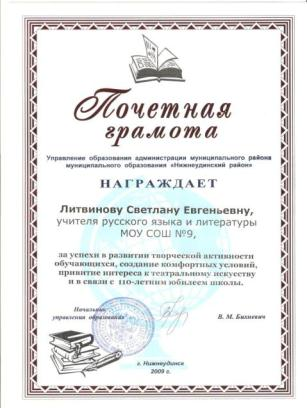 Почетная
грамота
Управление образования администрации муниципального района
муниципального образования «Нижнеудинский район»
НАГРАЖДАЕТ
Литвинову Светлану Евгеньевну,
учителя русского языка и литературы
МОУ СОШ №9,
за успехи в развитии творческой активности
обучающихся, создание комфортных условий,
привитие интереса к театральному искусству
и в связи с 110-летним юбилеем школы.
Начальник
управления образования
В. М. Бихневич
г. Нижнеудинск
2009 г.